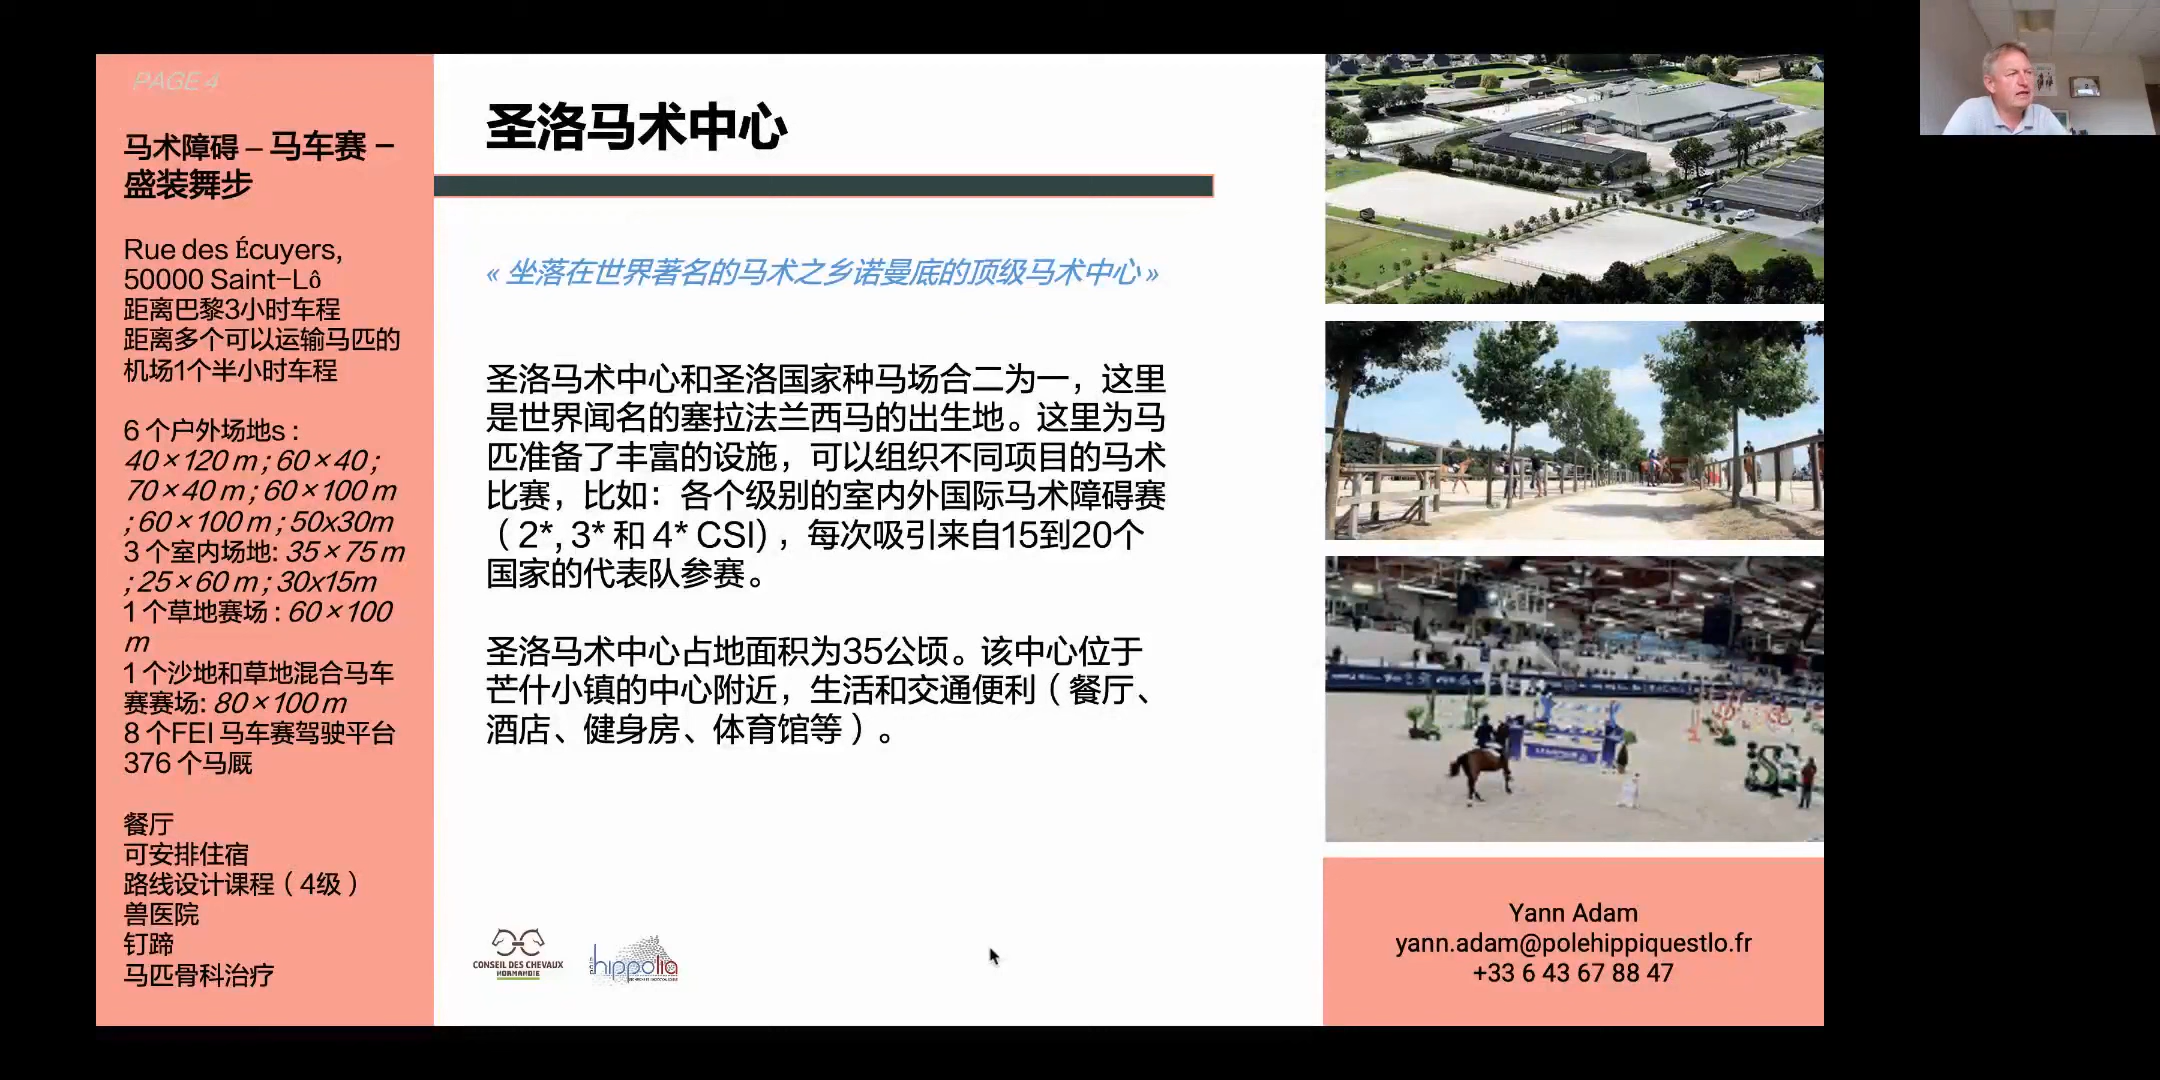 PAGE 4
马术障碍 – 马车赛 –
盛装舞步
Rue des Écuyers,
50000 Saint-Lô
距离巴黎3小时车程
距离多个可以运输马匹的
机场1个半小时车程
6 个户外场地s :
40 × 120 m ; 60 × 40 ;
70 × 40 m ; 60 × 100 m
; 60 × 100 m ; 50x30m
3 个室内场地: 35 × 75 m
; 25 × 60 m ; 30x15m
1 个草地赛场 : 60 × 100
m
1 个沙地和草地混合马车
赛赛场: 80 × 100 m
8 个FEI 马车赛驾驶平台
376 个马厩
餐厅
可安排住宿
路线设计课程（4级）
兽医院
钉蹄
马匹骨科治疗
圣洛马术中心
« 坐落在世界著名的马术之乡诺曼底的顶级马术中心 »
圣洛马术中心和圣洛国家种马场合二为一，这里
是世界闻名的塞拉法兰西马的出生地。这里为马
匹准备了丰富的设施，可以组织不同项目的马术
比赛，比如：各个级别的室内外国际马术障碍赛
（2*, 3* 和 4* CSI)，每次吸引来自15到20个
国家的代表队参赛。
圣洛马术中心占地面积为35公顷。该中心位于
芒什小镇的中心附近，生活和交通便利（餐厅、
酒店、健身房、体育馆等）。
CONSEIL DES CHEVAUX
NORMANDIE
hippolia
Yann Adam
yann.adam@polehippiquestlo.fr
+33 6 43 67 88 47